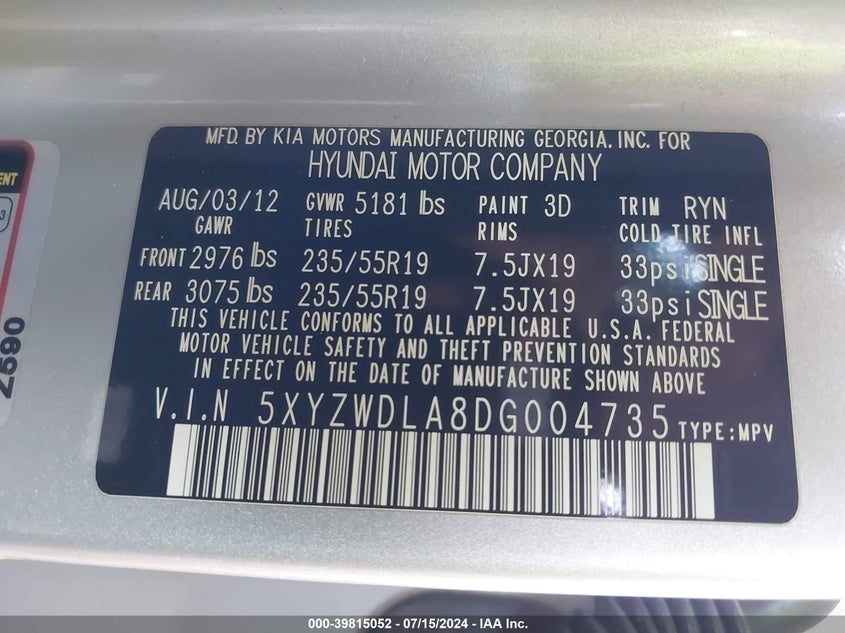 MFD. BY KIA MOTORS MANUFACTURING GEORGIA, INC. FOR
HYUNDAI MOTOR COMPANY
AUG/03/12 GVWR 5181 lbs PAINT 3D TRIM RYN
GAWR TIRES RIMS COLD TIRE INFL
FRONT 2976 lbs 235/55R19 7.5JX19 33psi SINGLE
REAR 3075 lbs 235/55R19 7.5JX19 33psi SINGLE
THIS VEHICLE CONFORMS TO ALL APPLICABLE U.S.A. FEDERAL
MOTOR VEHICLE SAFETY AND THEFT PREVENTION STANDARDS
IN EFFECT ON THE DATE OF MANUFACTURE SHOWN ABOVE
V.I.N 5XYZWDLA8DG004735 TYPE:MPV
2590
000-39815052 - 07/15/2024 - IAA Inc.